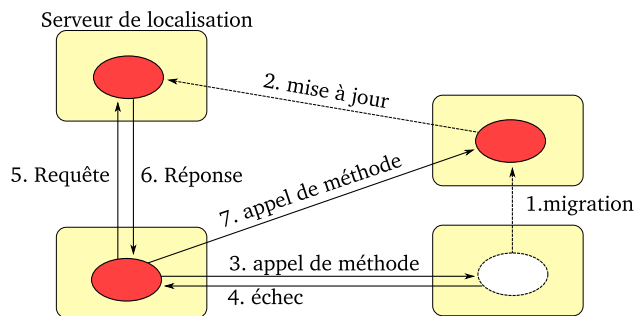 Serveur de localisation
2. mise à jour
5. Requête
6. Réponse
7. appel de méthode
1.migration
3. appel de méthode
4. échec